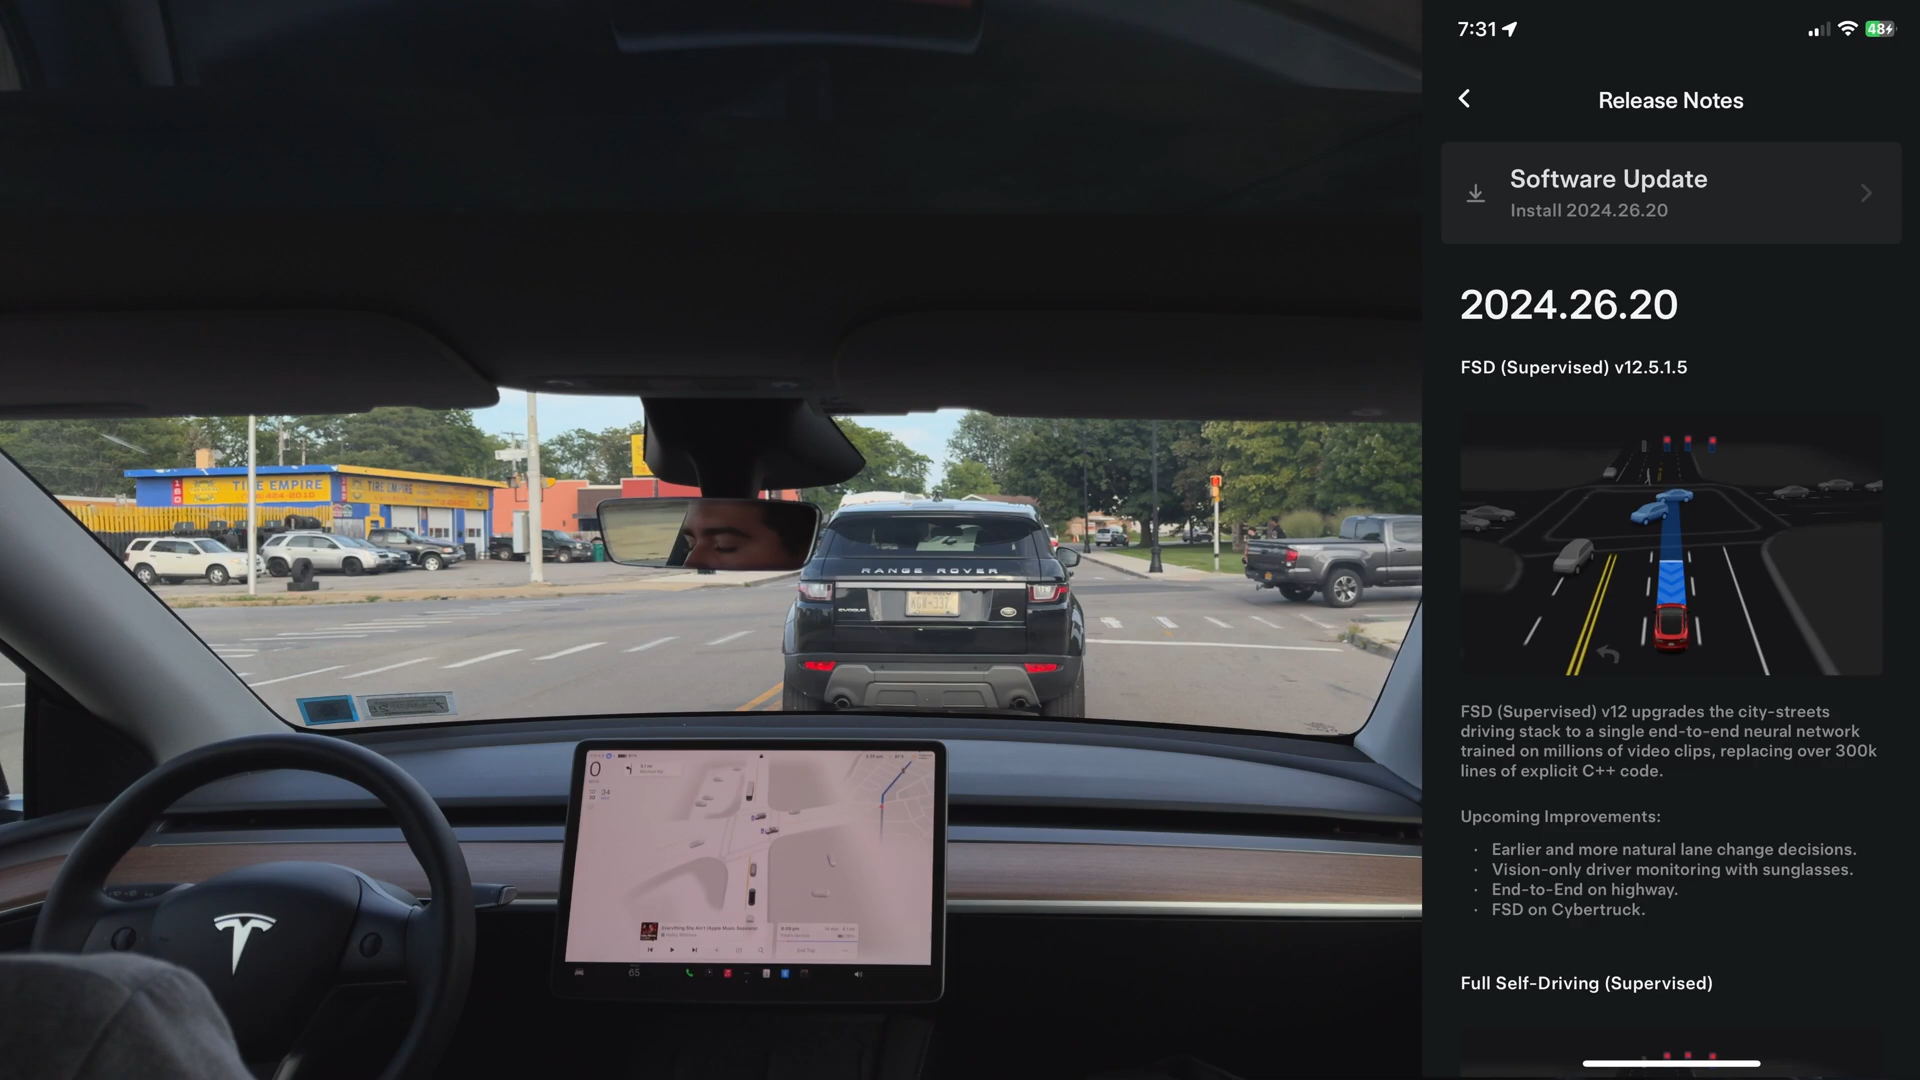 TIRE EMPIRE
RANGE ROVER
EVOQUE
0
34
65
7:31
48
Release Notes
Software Update
Install 2024.26.20
2024.26.20
FSD (Supervised) v12.5.1.5
FSD (Supervised) v12 upgrades the city-streets
driving stack to a single end-to-end neural network
trained on millions of video clips, replacing over 300k
lines of explicit C++ code.
Upcoming Improvements:
· Earlier and more natural lane change decisions.
· Vision-only driver monitoring with sunglasses.
· End-to-End on highway.
· FSD on Cybertruck.
Full Self-Driving (Supervised)